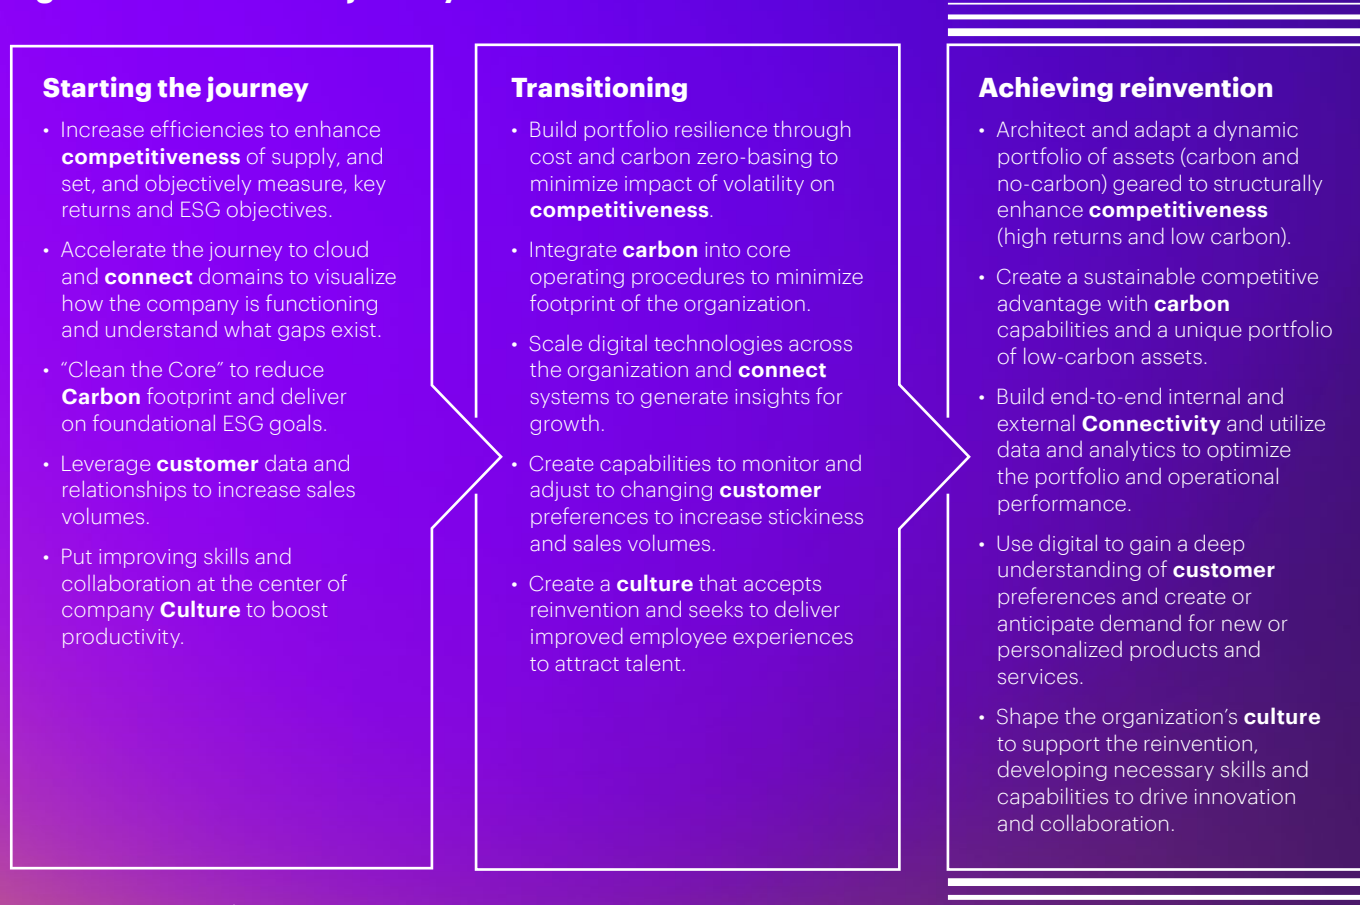 Starting the journey
• Increase efficiencies to enhance
competitiveness of supply, and
set, and objectively measure, key
returns and ESG objectives.
• Accelerate the journey to cloud
and connect domains to visualize
how the company is functioning
and understand what gaps exist.
• “Clean the Core” to reduce
Carbon footprint and deliver
on foundational ESG goals.
• Leverage customer data and
relationships to increase sales
volumes.
• Put improving skills and
collaboration at the center of
company Culture to boost
productivity.
Transitioning
• Build portfolio resilience through
cost and carbon zero-basing to
minimize impact of volatility on
competitiveness.
• Integrate carbon into core
operating procedures to minimize
footprint of the organization.
• Scale digital technologies across
the organization and connect
systems to generate insights for
growth.
• Create capabilities to monitor and
adjust to changing customer
preferences to increase stickiness
and sales volumes.
• Create a culture that accepts
reinvention and seeks to deliver
improved employee experiences
to attract talent.
Achieving reinvention
• Architect and adapt a dynamic
portfolio of assets (carbon and
no-carbon) geared to structurally
enhance competitiveness
(high returns and low carbon).
• Create a sustainable competitive
advantage with carbon
capabilities and a unique portfolio
of low-carbon assets.
• Build end-to-end internal and
external Connectivity and utilize
data and analytics to optimize
the portfolio and operational
performance.
• Use digital to gain a deep
understanding of customer
preferences and create or
anticipate demand for new or
personalized products and
services.
• Shape the organization’s culture
to support the reinvention,
developing necessary skills and
capabilities to drive innovation
and collaboration.